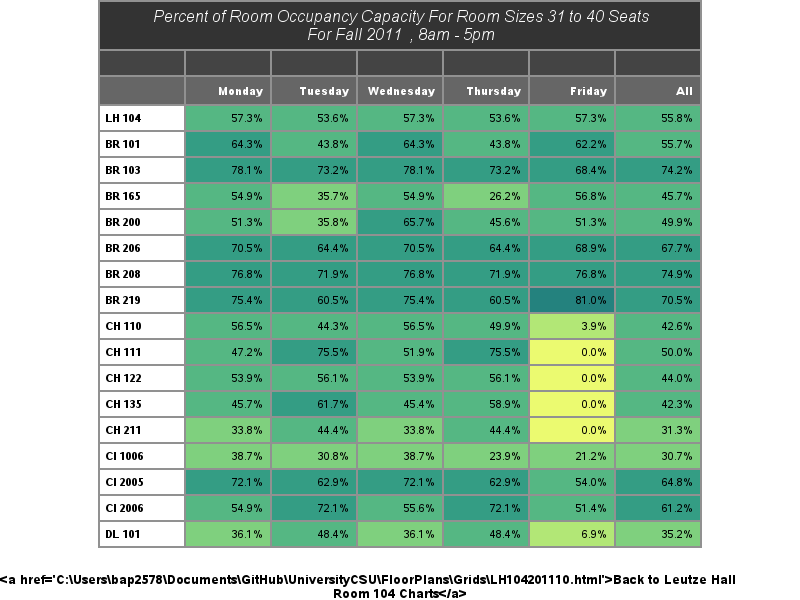 Percent of Room Occupancy Capacity For Room Sizes 31 to 40 Seats
For Fall 2011 , 8am - 5pm
Monday Tuesday Wednesday Thursday Friday All
LH 104 57.3% 53.6% 57.3% 53.6% 57.3% 55.8%
BR 101 64.3% 43.8% 64.3% 43.8% 62.2% 55.7%
BR 103 78.1% 73.2% 78.1% 73.2% 68.4% 74.2%
BR 165 54.9% 35.7% 54.9% 26.2% 56.8% 45.7%
BR 200 51.3% 35.8% 65.7% 45.6% 51.3% 49.9%
BR 206 70.5% 64.4% 70.5% 64.4% 68.9% 67.7%
BR 208 76.8% 71.9% 76.8% 71.9% 76.8% 74.9%
BR 219 75.4% 60.5% 75.4% 60.5% 81.0% 70.5%
CH 110 56.5% 44.3% 56.5% 49.9% 3.9% 42.6%
CH 111 47.2% 75.5% 51.9% 75.5% 0.0% 50.0%
CH 122 53.9% 56.1% 53.9% 56.1% 0.0% 44.0%
CH 135 45.7% 61.7% 45.4% 58.9% 0.0% 42.3%
CH 211 33.8% 44.4% 33.8% 44.4% 0.0% 31.3%
CI 1006 38.7% 30.8% 38.7% 23.9% 21.2% 30.7%
CI 2005 72.1% 62.9% 72.1% 62.9% 54.0% 64.8%
CI 2006 54.9% 72.1% 55.6% 72.1% 51.4% 61.2%
DL 101 36.1% 48.4% 36.1% 48.4% 6.9% 35.2%
<a href='C:\Users\bap2578\Documents\GitHub\UniversityCSU\FloorPlans\Grids\LH104201110.html'>Back to Leutze Hall
Room 104 Charts</a>